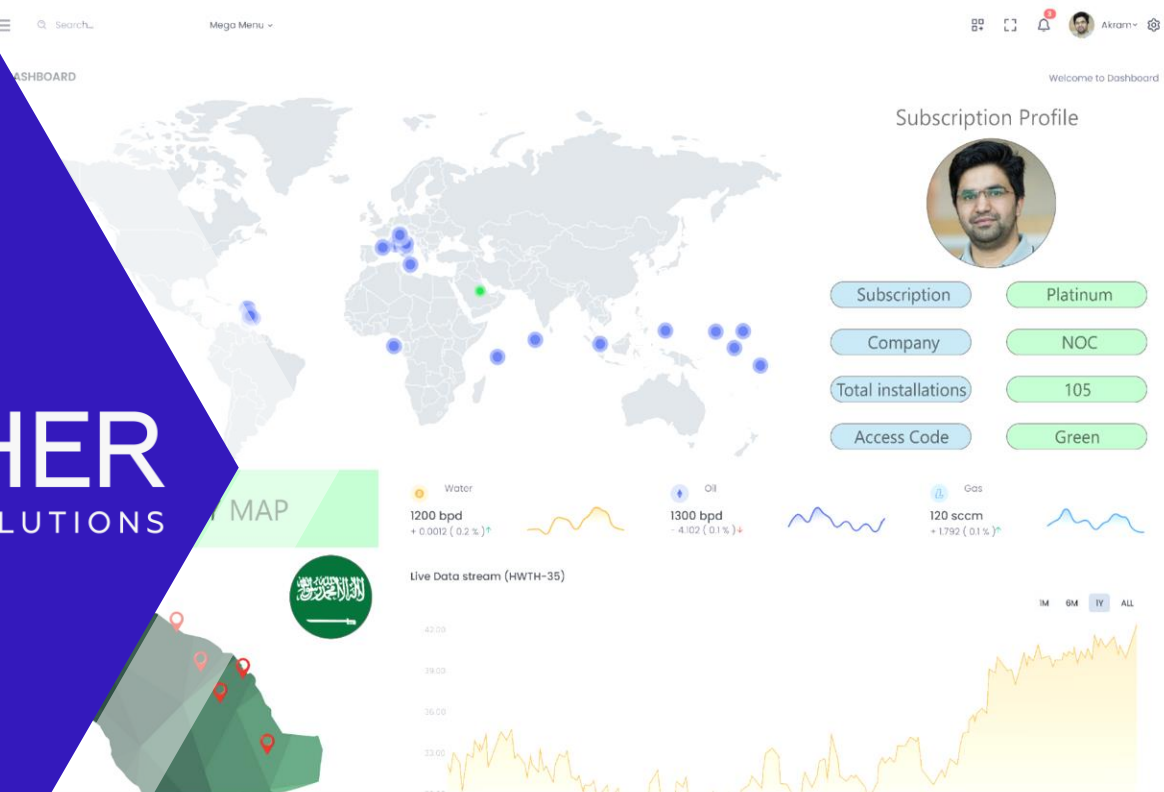 Search...
Mega Menu
3
Akram
ASHBOARD
Welcome to Dashboard
Subscription Profile
Subscription Platinum
Company NOC
Total installations 105
Access Code Green
HER
LUTIONS
MAP
Water
1200 bpd
+ 0.0012 ( 0.2 % )
Oil
1300 bpd
- 4.102 ( 0.1 % )
Gas
120 sccm
+ 1.792 ( 0.1 % )
Live Data stream (HWTH-35)
1M 6M 1Y ALL
42.00
39.00
36.00
33.00